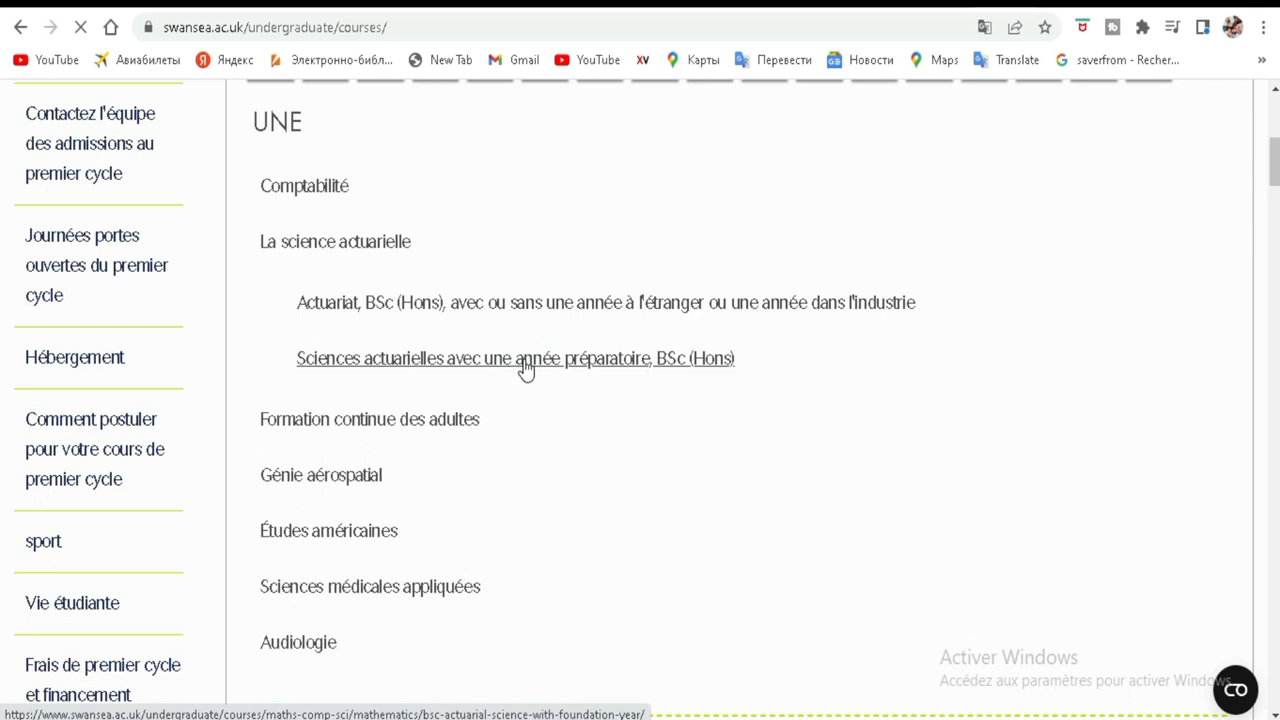 swansea.ac.uk/undergraduate/courses/
YouTube Авиабилеты Яндекс Электронно-библ... New Tab Gmail YouTube XV Карты Перевести Новости Maps Translate saverfrom - Recher... »
Contactez l'équipe
des admissions au
premier cycle
Journées portes
ouvertes du premier
cycle
Hébergement
Comment postuler
pour votre cours de
premier cycle
sport
Vie étudiante
Frais de premier cycle
et financement
UNE
Comptabilité
La science actuarielle
Actuariat, BSc (Hons), avec ou sans une année à l'étranger ou une année dans l'industrie
Sciences actuarielles avec une année préparatoire, BSc (Hons)
Formation continue des adultes
Génie aérospatial
Études américaines
Sciences médicales appliquées
Audiologie
Activer Windows
Accédez aux paramètres pour activer Windows.
https://www.swansea.ac.uk/undergraduate/courses/maths-comp-sci/mathematics/bsc-actuarial-science-with-foundation-year/